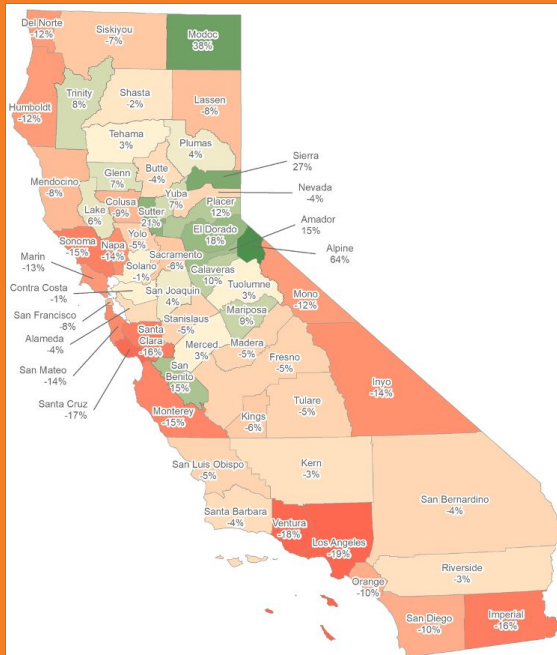 Del Norte
-12%
Siskiyou
-7%
Modoc
38%
Humboldt
-12%
Trinity
8%
Shasta
-2%
Lassen
-8%
Tehama
3%
Plumas
4%
Mendocino
-8%
Glenn
7%
Butte
-4%
Sierra
27%
Nevada
-4%
Lake
6%
Colusa
-9%
Sutter
21%
Yuba
7%
Placer
12%
Amador
15%
Alpine
64%
Sonoma
-15%
Napa
-14%
Yolo
-5%
Sacramento
-6%
El Dorado
18%
Marin
-13%
Solano
-1%
Calaveras
10%
Contra Costa
-1%
San Joaquin
4%
Tuolumne
3%
Mono
-12%
San Francisco
-8%
Alameda
-4%
Stanislaus
-5%
Mariposa
9%
San Mateo
-14%
Santa
Clara
-16%
Merced
3%
Madera
-5%
Santa Cruz
-17%
San
Benito
15%
Fresno
-5%
Inyo
-14%
Monterey
-15%
Kings
-6%
Tulare
-5%
San Luis Obispo
-5%
Kern
-3%
San Bernardino
-4%
Santa Barbara
-4%
Ventura
-18%
Los Angeles
-19%
Orange
-10%
Riverside
-3%
San Diego
-10%
Imperial
-16%